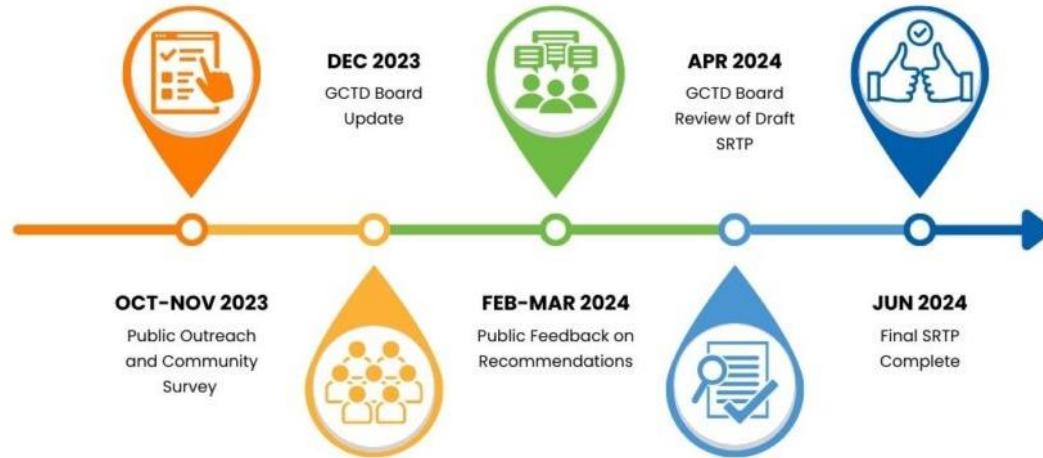 DEC 2023
GCTD Board
Update
APR 2024
GCTD Board
Review of Draft
SRTP
OCT-NOV 2023
Public Outreach
and Community
Survey
FEB-MAR 2024
Public Feedback on
Recommendations
JUN 2024
Final SRTP
Complete